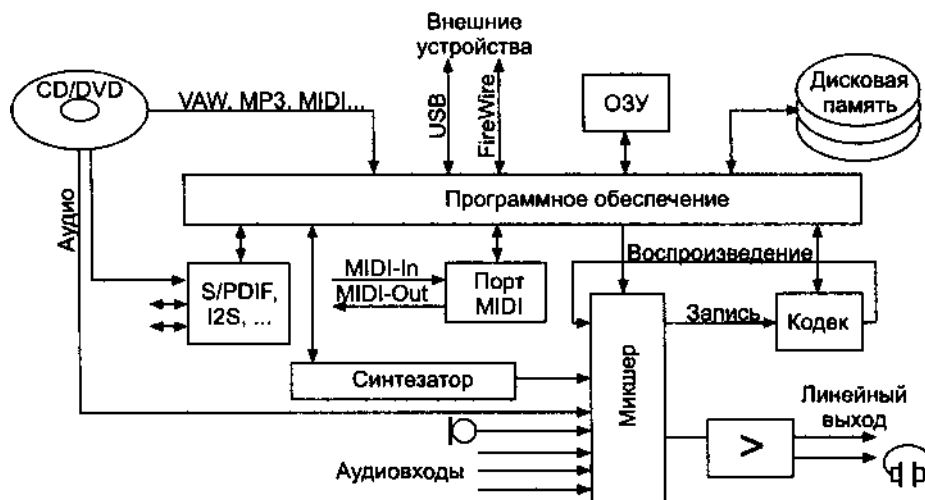 Внешние
устройства
CD/DVD
VAW, MP3, MIDI...
USB
FireWire
ОЗУ
Дисковая
память
Программное обеспечение
Аудио
Воспроизведение
S/PDIF,
I2S, ...
MIDI-In
MIDI-Out
Порт
MIDI
Запись
Кодек
Синтезатор
Микшер
Линейный
выход
>
Аудиовходы